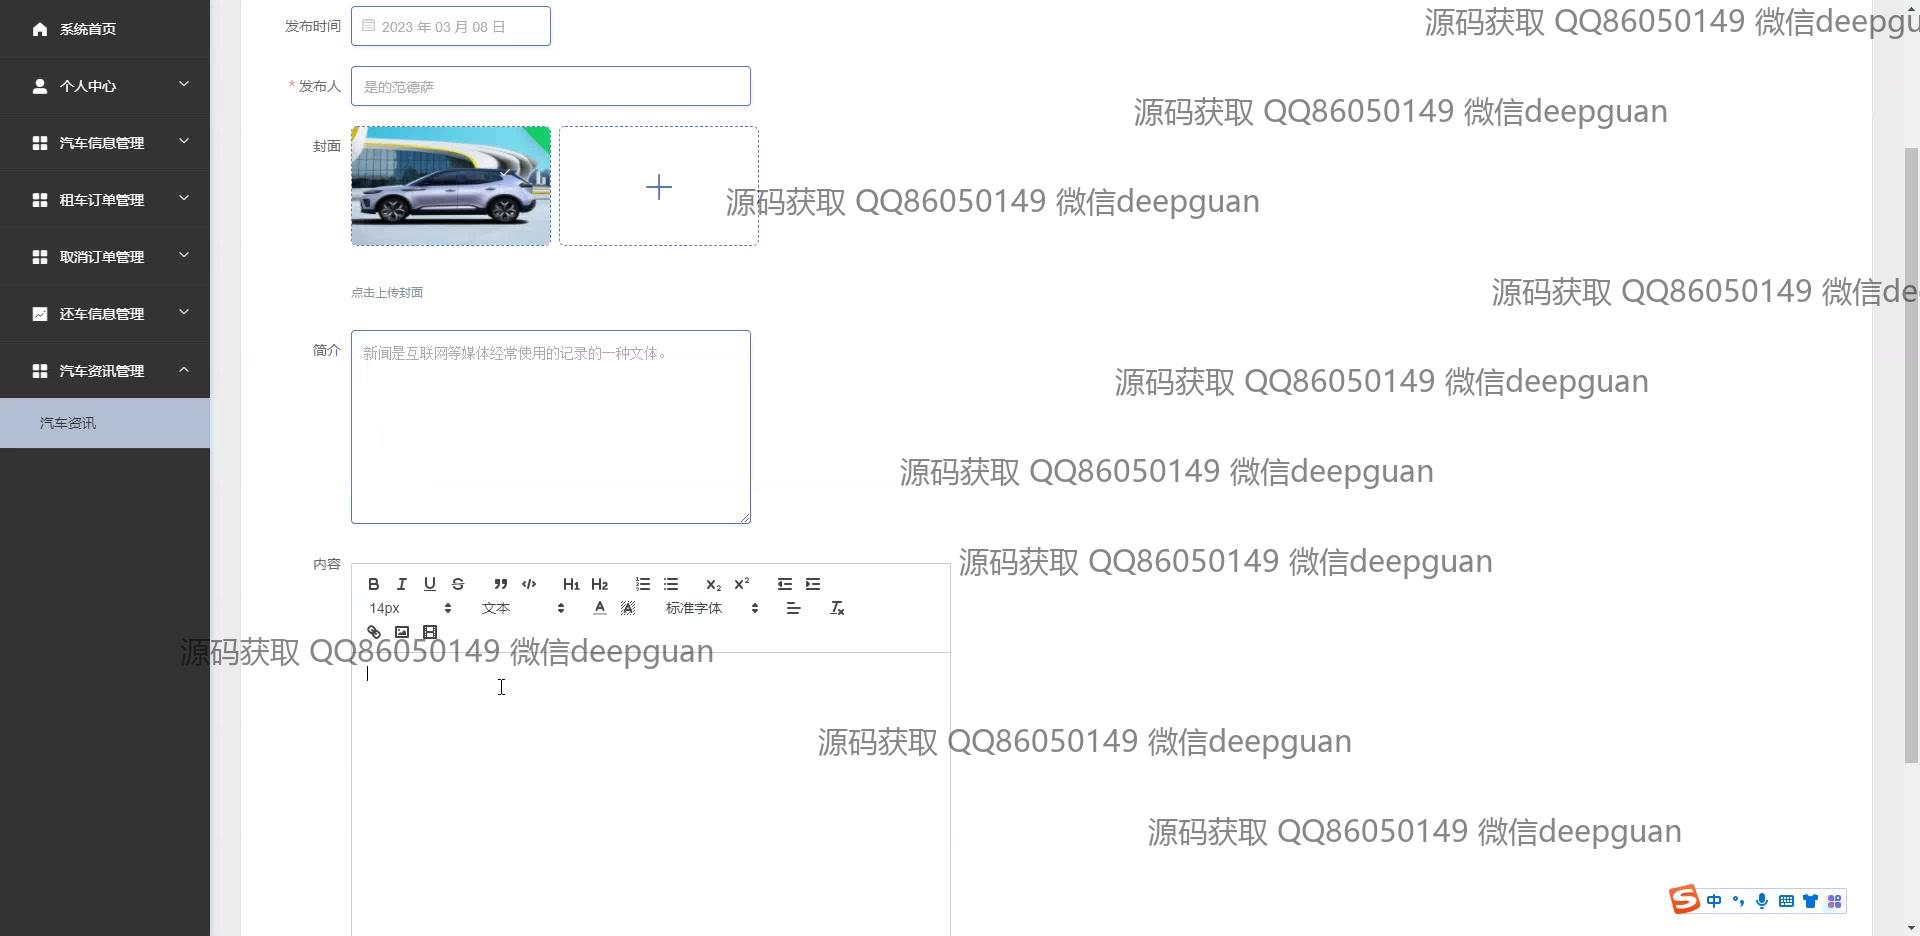 系统首页
个人中心
汽车信息管理
租车订单管理
取消订单管理
还车信息管理
汽车资讯管理
汽车资讯
发布时间
2023 年 03 月 08 日
* 发布人
是的范德萨
封面
点击上传封面
简介
新闻是互联网等媒体经常使用的记录的一种文体。
内容
B I U S H1 H2 X2 X2
14px 文本 A A 标准字体
源码获取 QQ86050149 微信deepgu
源码获取 QQ86050149 微信deepguan
源码获取 QQ86050149 微信deepguan
源码获取 QQ86050149 微信de
源码获取 QQ86050149 微信deepguan
源码获取 QQ86050149 微信deepguan
源码获取 QQ86050149 微信deepguan
源码获取 QQ86050149 微信deepguan
源码获取 QQ86050149 微信deepguan
源码获取 QQ86050149 微信deepguan
S 中